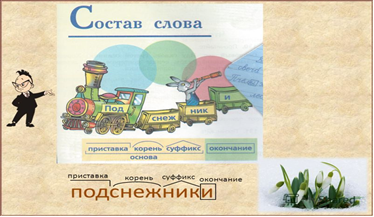 Состав слова
Под снеж ник и
приставка корень суффикс окончание
основа
приставка корень суффикс окончание
подснежники